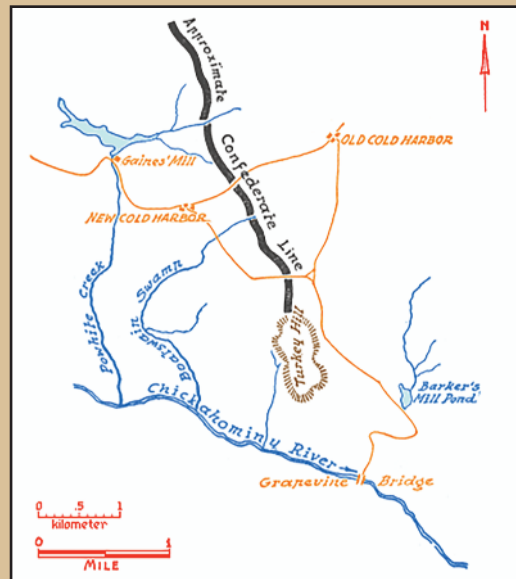 Approximate Confederate Line
N
OLD COLD HARBOR
Gaines' Mill
NEW COLD HARBOR
Powhite Creek
Boatswain Swamp
Turkey Hill
Barker's
Mill Pond
Chickahominy River
Grapevine Bridge
0 .5 1
kilometer
0 1
MILE